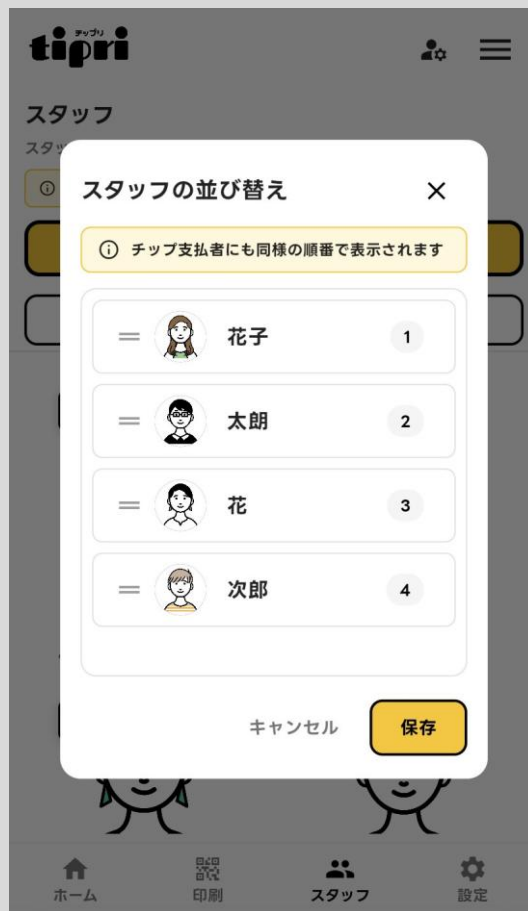 チップリ
tipri
スタッフ
スタッ
スタッフの並び替え
チップ支払者にも同様の順番で表示されます
花子 1
太朗 2
花 3
次郎 4
キャンセル 保存
ホーム 印刷 スタッフ 設定